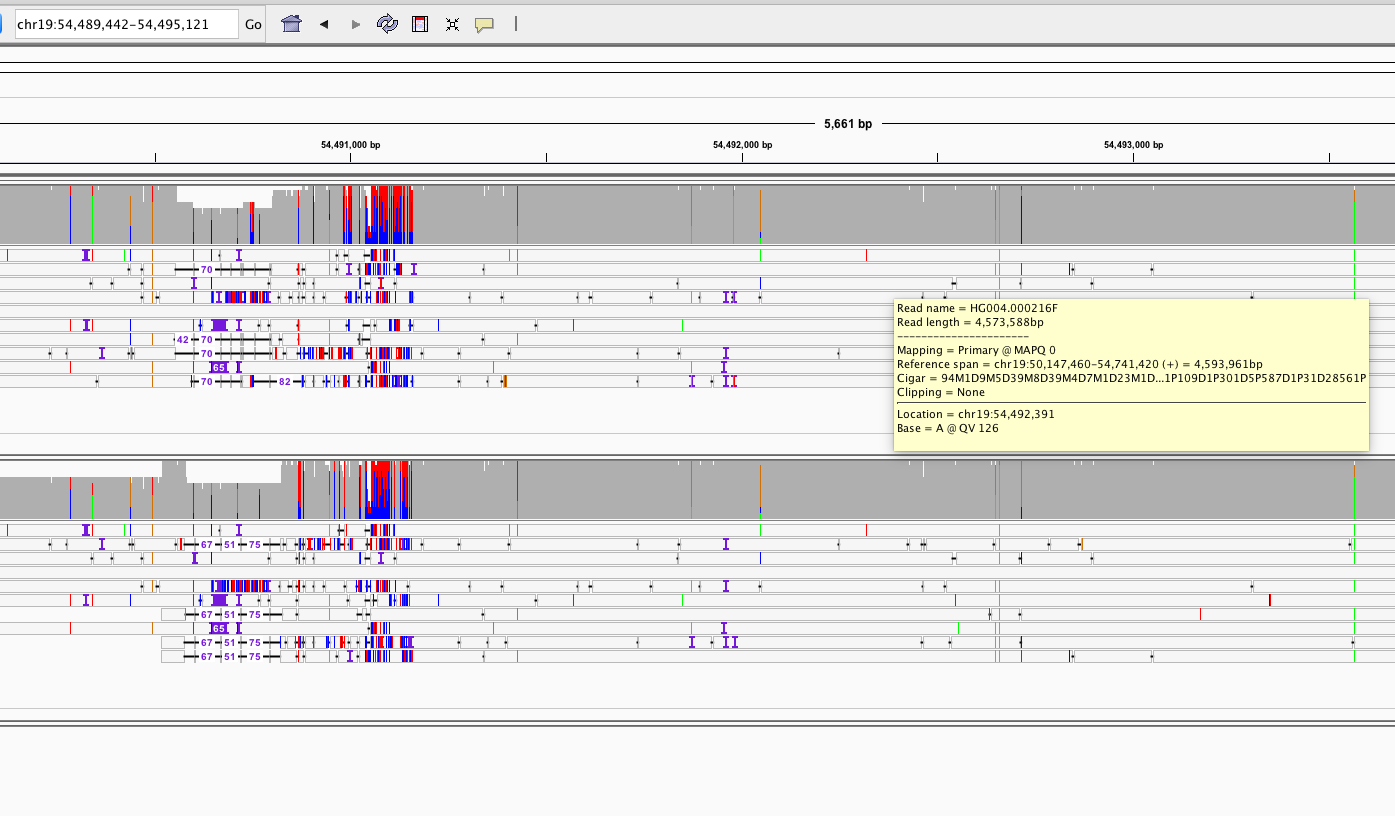 chr19:54,489,442-54,495,121 Go
5,661 bp
54,491,000 bp 54,492,000 bp 54,493,000 bp
70
42 70
70
65
70 82
Read name = HG004.000216F
Read length = 4,573,588bp
----------------------
Mapping = Primary @ MAPQ 0
Reference span = chr19:50,147,460-54,741,420 (+) = 4,593,961bp
Cigar = 94M1D9M5D39M8D39M4D7M1D23M1D...1P109D1P301D5P587D1P31D28561P
Clipping = None
Location = chr19:54,492,391
Base = A @ QV 126
67 51 75
67 51 75
65
67 51 75
67 51 75